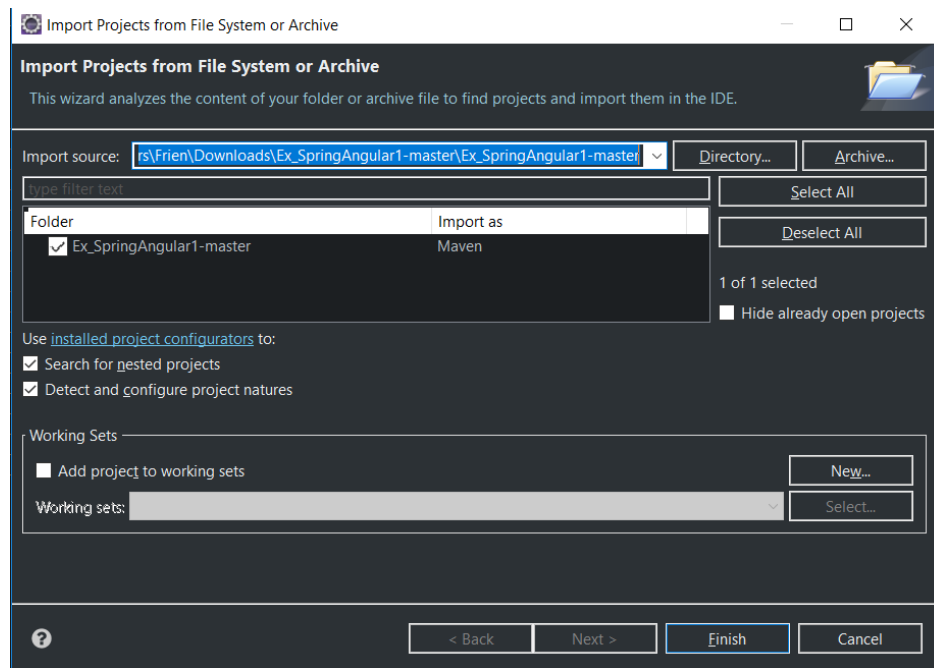 Import Projects from File System or Archive
Import Projects from File System or Archive
This wizard analyzes the content of your folder or archive file to find projects and import them in the IDE.
Import source: rs\Frien\Downloads\Ex_SpringAngular1-master\Ex_SpringAngular1-master Directory... Archive...
type filter text Select All
Folder Import as
Deselect All
Ex_SpringAngular1-master Maven
1 of 1 selected
Hide already open projects
Use installed project configurators to:
Search for nested projects
Detect and configure project natures
Working Sets
Add project to working sets New...
Working sets: Select...
? < Back Next > Finish Cancel